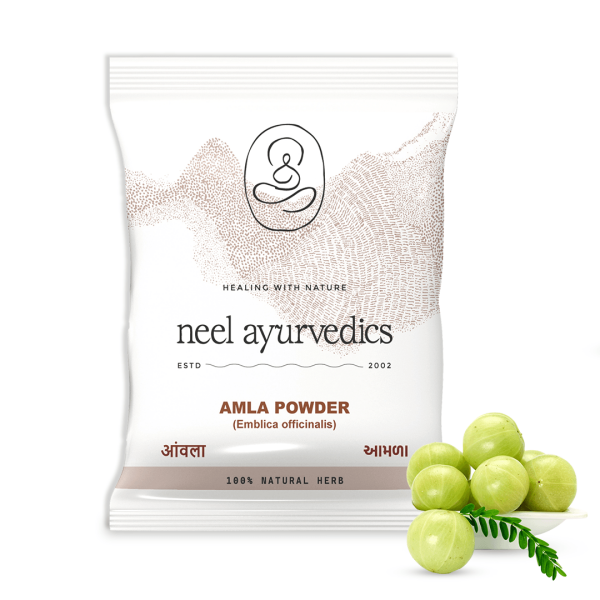 HEALING WITH NATURE
neel ayurvedics
ESTD 2002
AMLA POWDER
(Emblica officinalis)
आंवला આમળા
100% NATURAL HERB